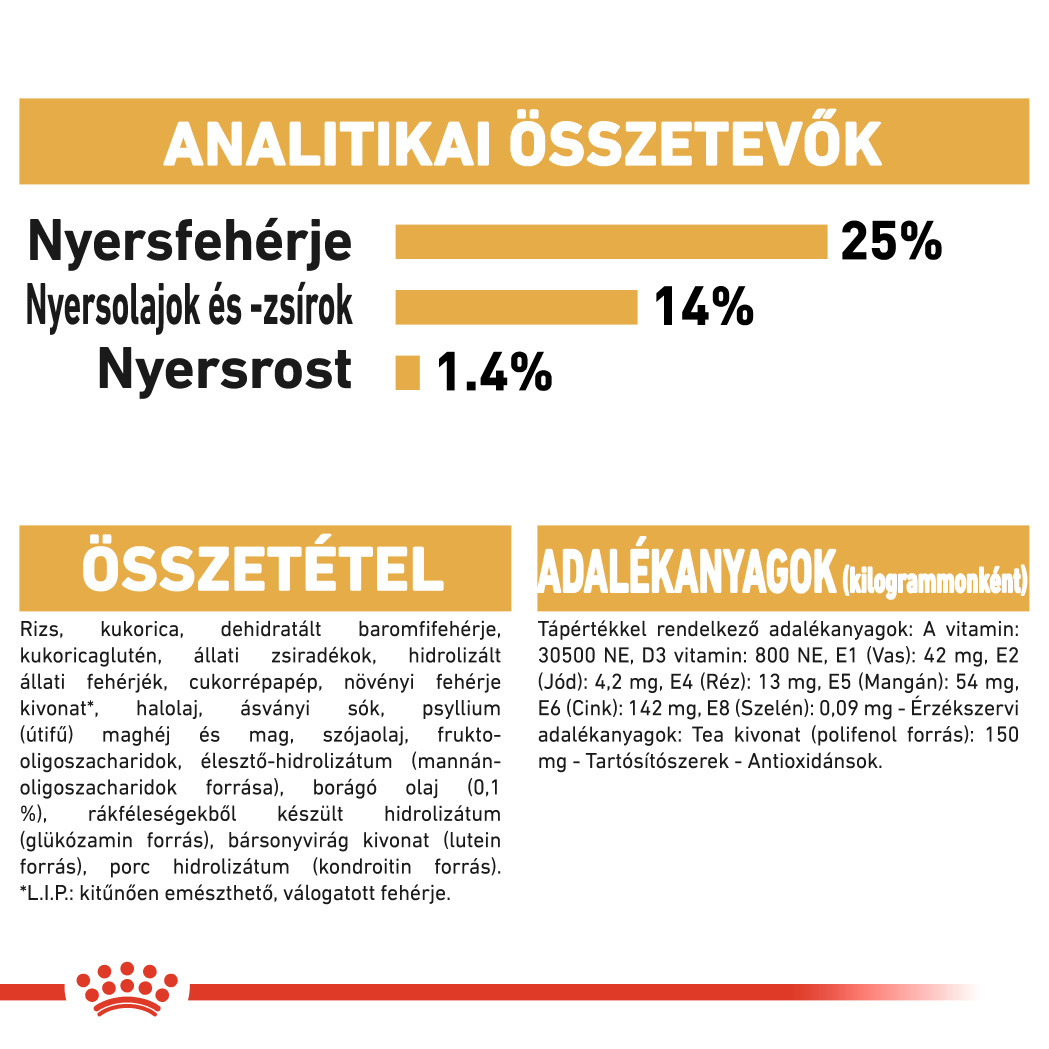 ANALITIKAI ÖSSZETEVŐK
Nyersfehérje 25%
Nyersolajok és -zsírok 14%
Nyersrost 1.4%
ÖSSZETÉTEL
Rizs, kukorica, dehidratált baromfifehérje,
kukoricaglutén, állati zsiradékok, hidrolizált
állati fehérjék, cukorrépapép, növényi fehérje
kivonat*, halolaj, ásványi sók, psyllium
(útifű) maghéj és mag, szójaolaj, frukto-
oligoszacharidok, élesztő-hidrolizátum (mannán-
oligoszacharidok forrása), borágó olaj (0,1
%), rákféleségekből készült hidrolizátum
(glükózamin forrás), bársonyvirág kivonat (lutein
forrás), porc hidrolizátum (kondroitin forrás).
*L.I.P.: kitűnően emészthető, válogatott fehérje.
ADALÉKANYAGOK (kilogrammonként)
Tápértékkel rendelkező adalékanyagok: A vitamin:
30500 NE, D3 vitamin: 800 NE, E1 (Vas): 42 mg, E2
(Jód): 4,2 mg, E4 (Réz): 13 mg, E5 (Mangán): 54 mg,
E6 (Cink): 142 mg, E8 (Szelén): 0,09 mg - Érzékszervi
adalékanyagok: Tea kivonat (polifenol forrás): 150
mg - Tartósítószerek - Antioxidánsok.